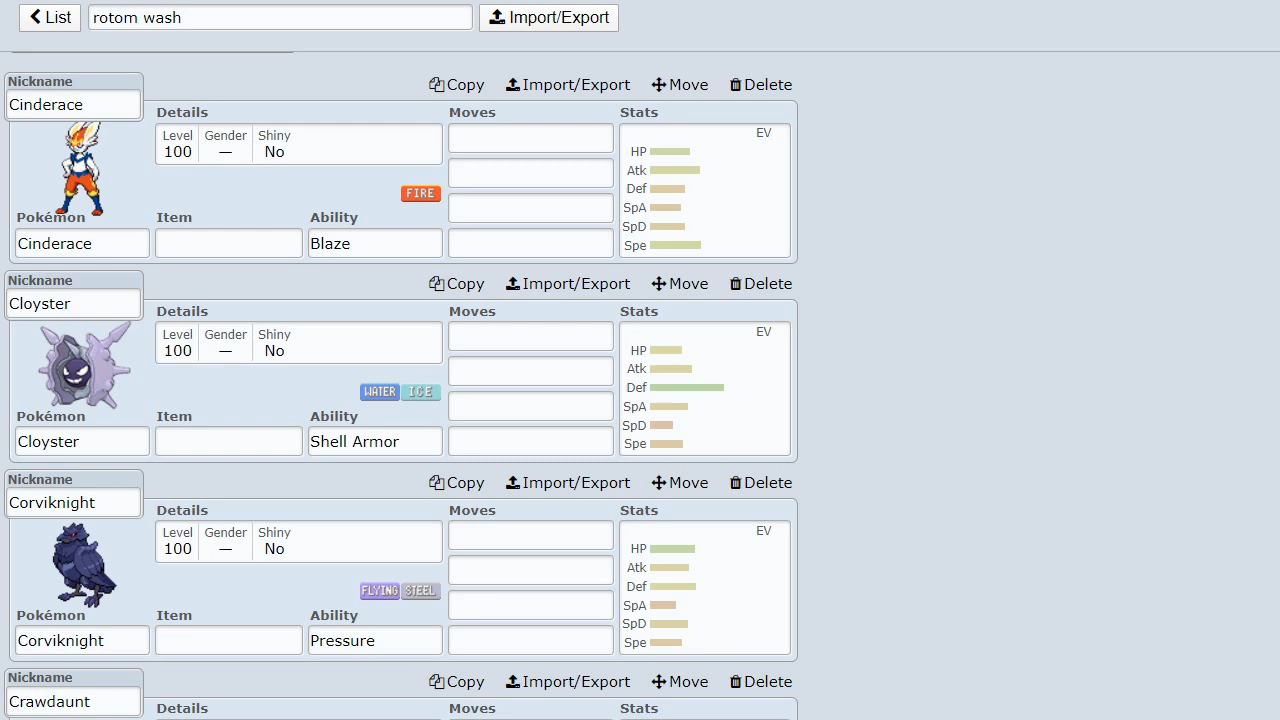 List
rotom wash
Import/Export
Nickname
Cinderace
Copy Import/Export Move Delete
Details
Moves
Stats
Level Gender Shiny
100 — No
EV
HP
Atk
Def
SpA
SpD
Spe
FIRE
Pokémon
Item
Ability
Cinderace
Blaze
Nickname
Cloyster
Copy Import/Export Move Delete
Details
Moves
Stats
Level Gender Shiny
100 — No
EV
HP
Atk
Def
SpA
SpD
Spe
WATER ICE
Pokémon
Item
Ability
Cloyster
Shell Armor
Nickname
Corviknight
Copy Import/Export Move Delete
Details
Moves
Stats
Level Gender Shiny
100 — No
EV
HP
Atk
Def
SpA
SpD
Spe
FLYING STEEL
Pokémon
Item
Ability
Corviknight
Pressure
Nickname
Crawdaunt
Copy Import/Export Move Delete
Details
Moves
Stats